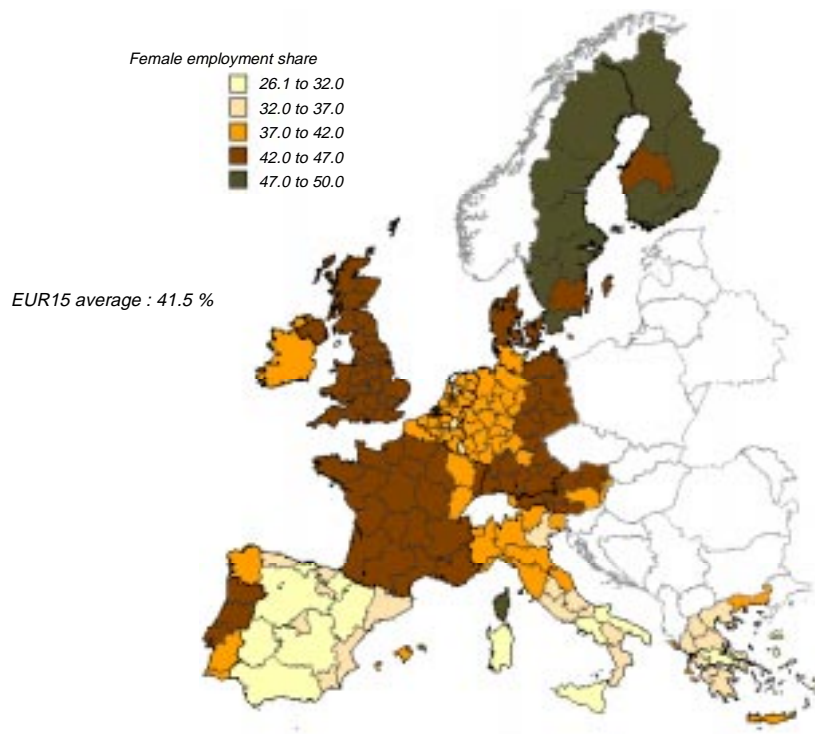 Female employment share
26.1 to 32.0
32.0 to 37.0
37.0 to 42.0
42.0 to 47.0
47.0 to 50.0
EUR15 average : 41.5 %